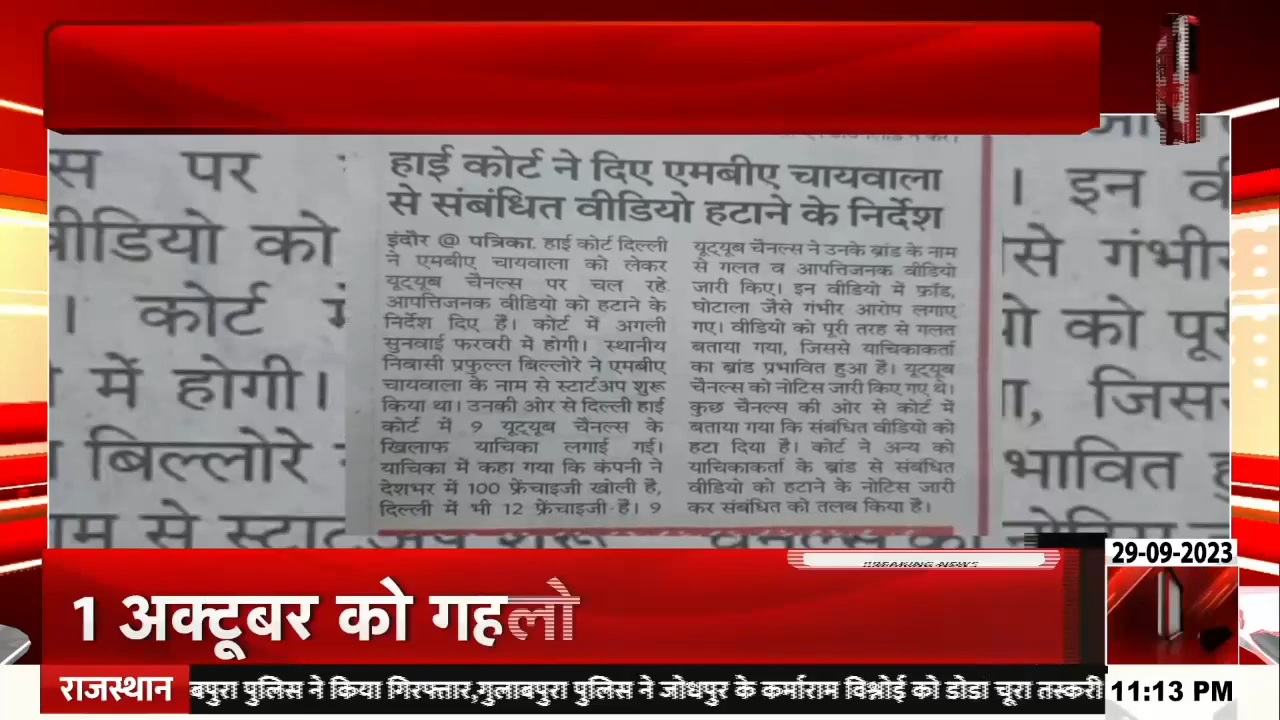 हाई कोर्ट ने दिए एमबीए चायवाला
से संबंधित वीडियो हटाने के निर्देश
इंदौर @ पत्रिका. हाई कोर्ट दिल्ली
ने एमबीए चायवाला को लेकर
यूट्यूब चैनल्स पर चल रहे
आपत्तिजनक वीडियो को हटाने के
निर्देश दिए है। कोर्ट में अगली
सुनवाई फरवरी में होगी। स्थानीय
निवासी प्रफुल्ल बिल्लोरे ने एमबीए
चायवाला के नाम से स्टार्टअप शुरू
किया था। उनकी ओर से दिल्ली हाई
कोर्ट में 9 यूट्यूब चैनल्स के
खिलाफ याचिका लगाई गई।
याचिका में कहा गया कि कंपनी ने
देशभर में 100 फ्रेंचाइजी खोली है,
दिल्ली में भी 12 फ्रेंचाइजी है। 9
यूट्यूब चैनल्स ने उनके ब्रांड के नाम
से गलत व आपत्तिजनक वीडियो
जारी किए। इन वीडियो में फ्रॉड,
घोटाला जैसे गंभीर आरोप लगाए
गए। वीडियो को पूरी तरह से गलत
बताया गया, जिससे याचिकाकर्ता
का ब्रांड प्रभावित हुआ है। यूट्यूब
चैनल्स को नोटिस जारी किए गए थे।
कुछ चैनल्स की ओर से कोर्ट में
बताया गया कि संबंधित वीडियो को
हटा दिया है। कोर्ट ने अन्य को
याचिकाकर्ता के ब्रांड से संबंधित
वीडियो को हटाने के नोटिस जारी
कर संबंधित को तलब किया है।
स पर
वीडियो को
। कोर्ट में
में होगी।
बिल्लोरे
म से स्टार्टअप शुरू
। इन वी
से गंभीर
यो को पूर
ा, जिस
भावित ह
BREAKING NEWS
1 अक्टूबर को गहलो
29-09-2023
राजस्थान
बपुरा पुलिस ने किया गिरफ्तार,गुलाबपुरा पुलिस ने जोधपुर के कर्माराम विश्नोई को डोडा चूरा तस्करी
11:13 PM